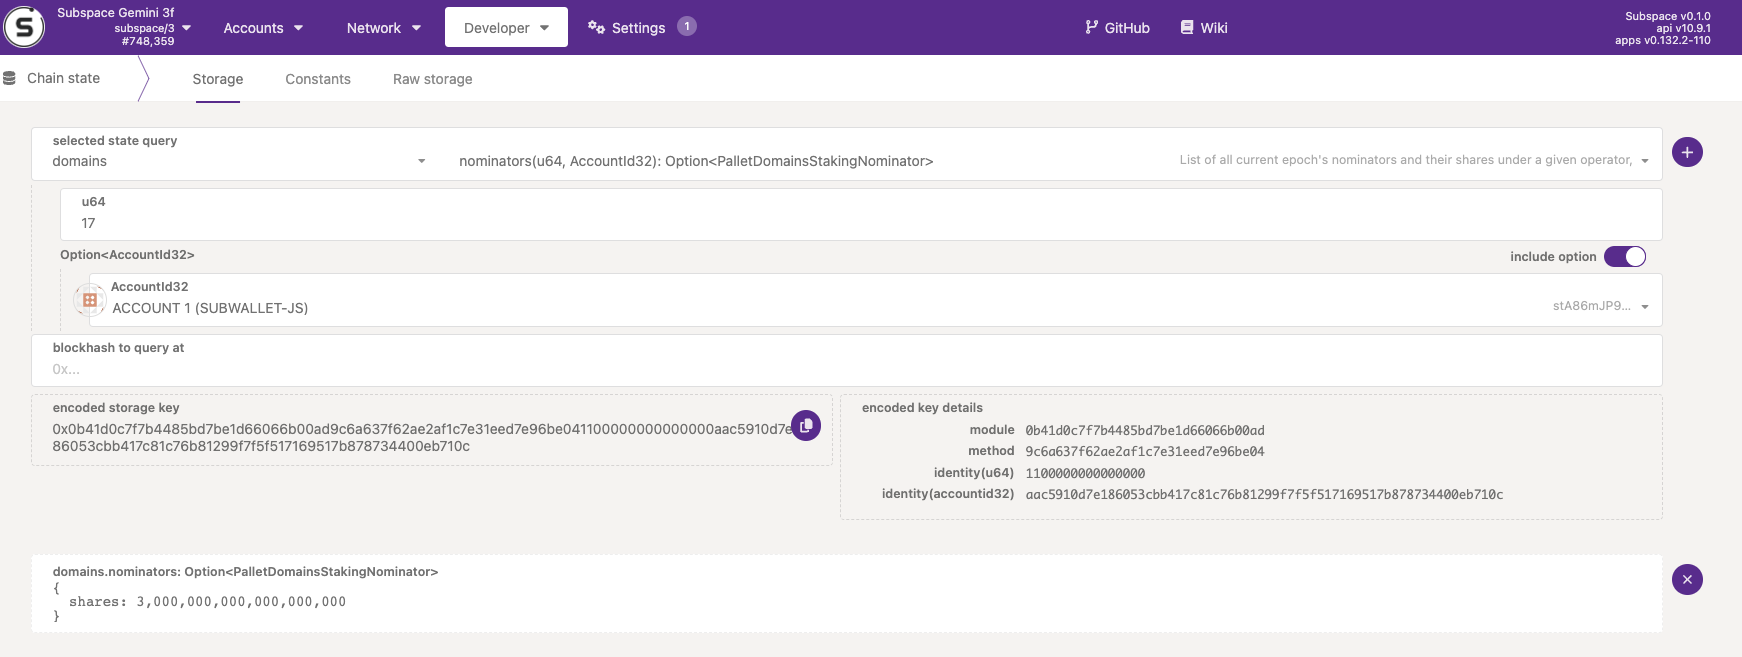 Subspace Gemini 3f
subspace/3
#748,359
Accounts
Network
Developer
Settings
1
GitHub
Wiki
Subspace v0.1.0
api v10.9.1
apps v0.132.2-110
Chain state
Storage
Constants
Raw storage
selected state query
domains
nominators(u64, AccountId32): Option<PalletDomainsStakingNominator>
List of all current epoch's nominators and their shares under a given operator,
u64
17
Option<AccountId32>
include option
AccountId32
ACCOUNT 1 (SUBWALLET-JS)
stA86mJP9...
blockhash to query at
0x...
encoded storage key
0x0b41d0c7f7b4485bd7be1d66066b00ad9c6a637f62ae2af1c7e31eed7e96be041100000000000000aac5910d7e
86053cbb417c81c76b81299f7f5f517169517b878734400eb710c
encoded key details
module 0b41d0c7f7b4485bd7be1d66066b00ad
method 9c6a637f62ae2af1c7e31eed7e96be04
identity(u64) 1100000000000000
identity(accountid32) aac5910d7e186053cbb417c81c76b81299f7f5f517169517b878734400eb710c
domains.nominators: Option<PalletDomainsStakingNominator>
{
shares: 3,000,000,000,000,000,000
}